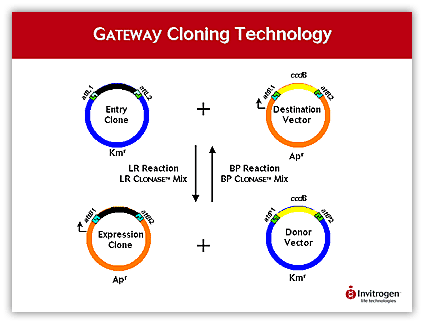 GATEWAY Cloning Technology
attL1
attL2
Entry
Clone
Kmʳ
+
ccdB
attR1
attR2
Destination
Vector
Apʳ
LR Reaction
LR CLONASE™ Mix
BP Reaction
BP CLONASE™ Mix
attB1
attB2
Expression
Clone
Apʳ
+
ccdB
attP1
attP2
Donor
Vector
Kmʳ
Invitrogen™
life technologies